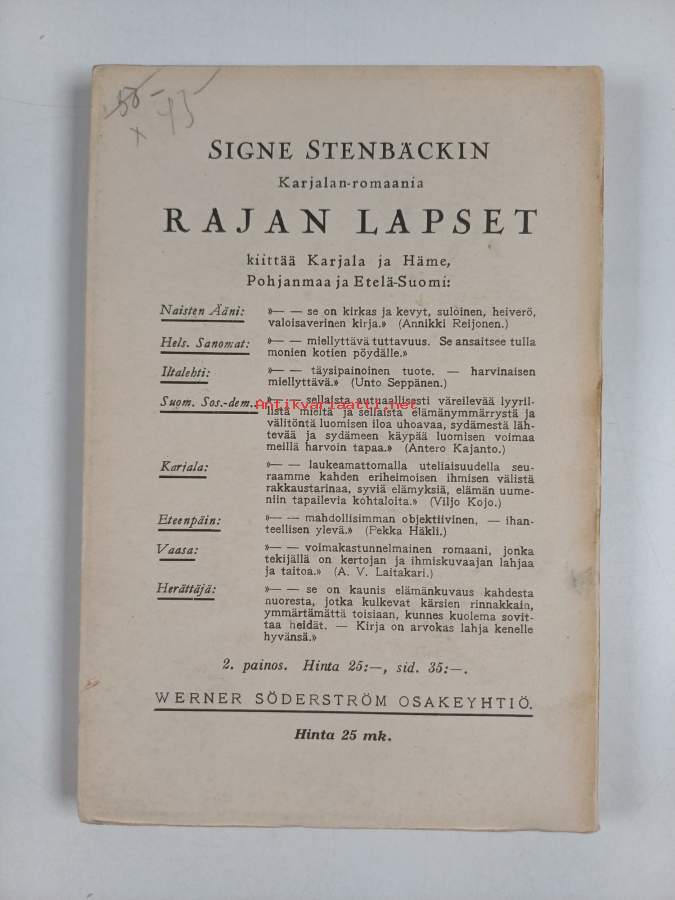 50- 45-
x
SIGNE STENBÄCKIN
Karjalan-romaania
RAJAN LAPSET
kiittää Karjala ja Häme,
Pohjanmaa ja Etelä-Suomi:
Naisten Ääni: »— — se on kirkas ja kevyt, sulöinen, heiverö,
valoisaverinen kirja.» (Annikki Reijonen.)
Hels. Sanomat: »— — miellyttävä tuttavuus. Se ansaitsee tulla
monien kotien pöydälle.»
Iltalehti: »— — täysipainoinen tuote. — harvinaisen
miellyttävä.» (Unto Seppänen.)
Suom. Sos.-dem.: »— — sellaista autuaallisesti väreilevää lyyril-
listä mieltä ja sellaista elämänymmärrystä ja
välitöntä luomisen iloa uhoavaa, sydämestä läh-
tevää ja sydämeen käypää luomisen voimaa
meillä harvoin tapaa.» (Antero Kajanto.)
Karjala: »— — laukeamattomalla uteliaisuudella seu-
raamme kahden eriheimoisen ihmisen välistä
rakkaustarinaa, syviä elämyksiä, elämän uume-
niin tapailevia kohtaloita.» (Viljo Kojo.)
Eteenpäin: »— — mahdollisimman objektiivinen, — ihan-
teellisen ylevä.» (Pekka Häkli.)
Vaasa: »— — voimakastunnelmainen romaani, jonka
tekijällä on kertojan ja ihmiskuvaajan lahjaa
ja taitoa.» (A. V. Laitakari.)
Herättäjä: »— — se on kaunis elämänkuvaus kahdesta
nuoresta, jotka kulkevat kärsien rinnakkain,
ymmärtämättä toisiaan, kunnes kuolema sovit-
taa heidät. — Kirja on arvokas lahja kenelle
hyvänsä.»
2. painos. Hinta 25:—, sid. 35:—.
WERNER SÖDERSTRÖM OSAKEYHTIÖ.
Hinta 25 mk.
Antikvariaatti.net